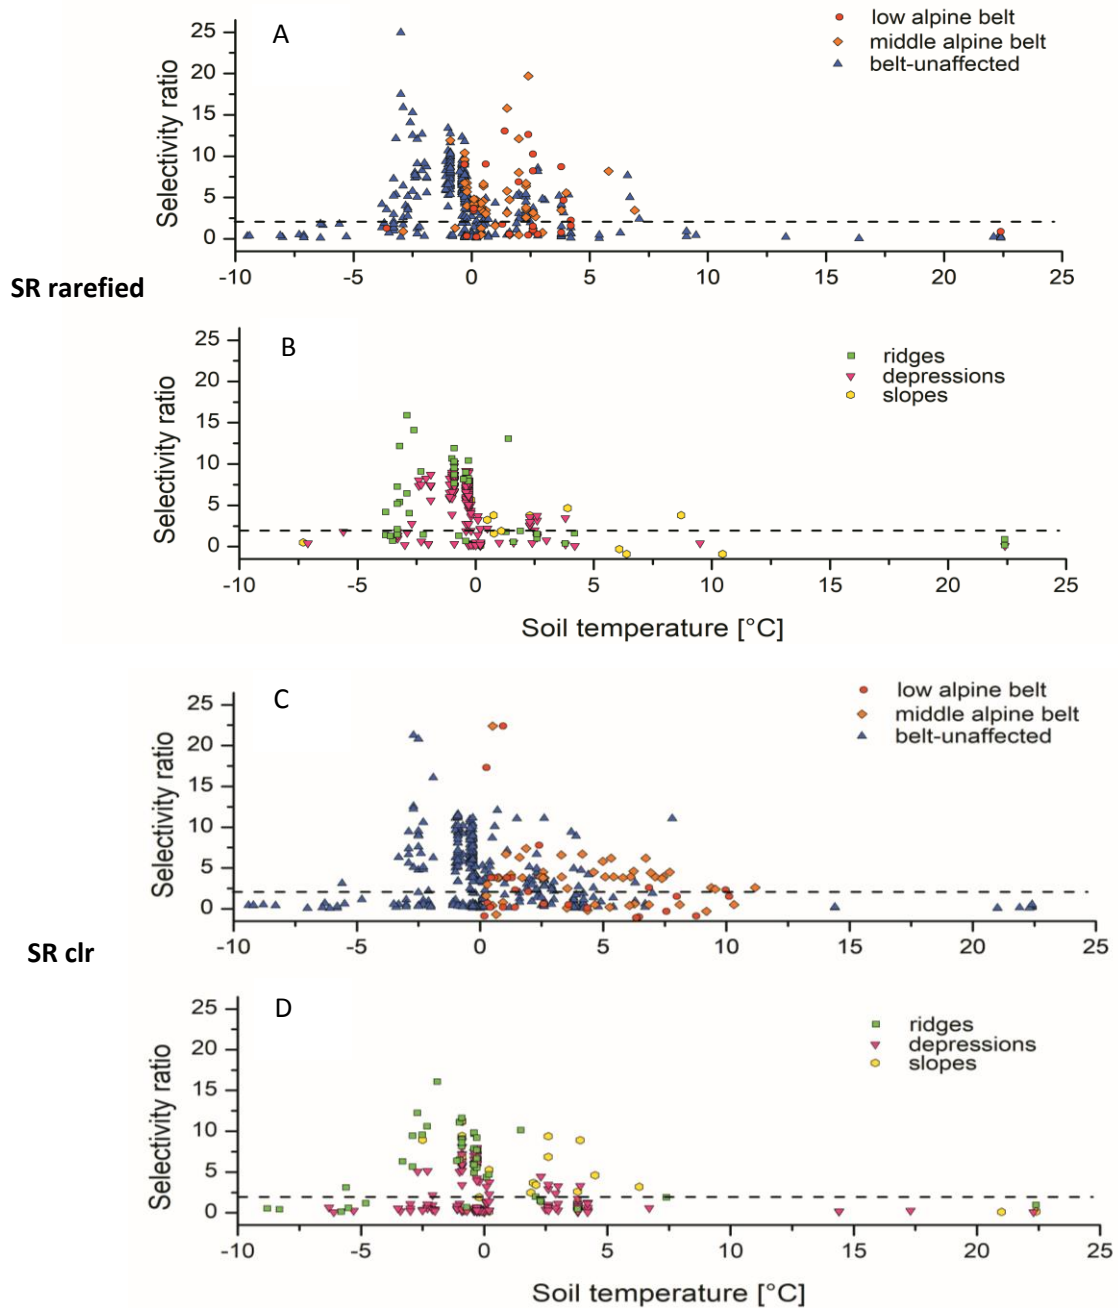 A
low alpine belt
middle alpine belt
belt-unaffected
Selectivity ratio
25
20
15
10
5
0
-10 -5 0 5 10 15 20 25
SR rarefied
B
ridges
depressions
slopes
Selectivity ratio
25
20
15
10
5
0
-10 -5 0 5 10 15 20 25
Soil temperature [°C]
C
low alpine belt
middle alpine belt
belt-unaffected
Selectivity ratio
25
20
15
10
5
0
-10 -5 0 5 10 15 20 25
SR clr
D
ridges
depressions
slopes
Selectivity ratio
25
20
15
10
5
0
-10 -5 0 5 10 15 20 25
Soil temperature [°C]